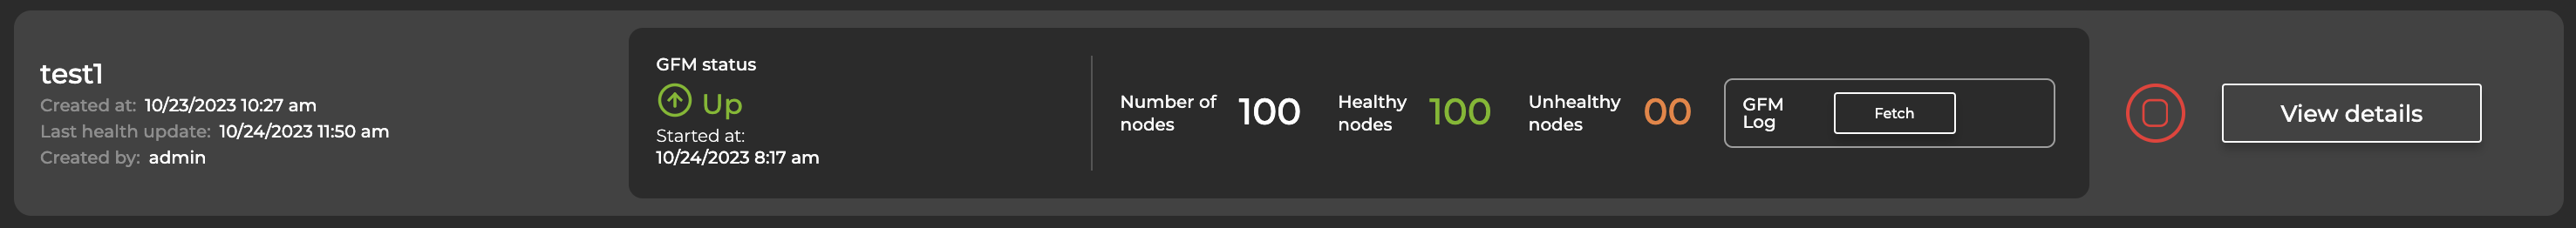 test1
Created at: 10/23/2023 10:27 am
Last health update: 10/24/2023 11:50 am
Created by: admin
GFM status
Up
Started at:
10/24/2023 8:17 am
Number of
nodes
100
Healthy
nodes
100
Unhealthy
nodes
00
GFM
Log
Fetch
View details